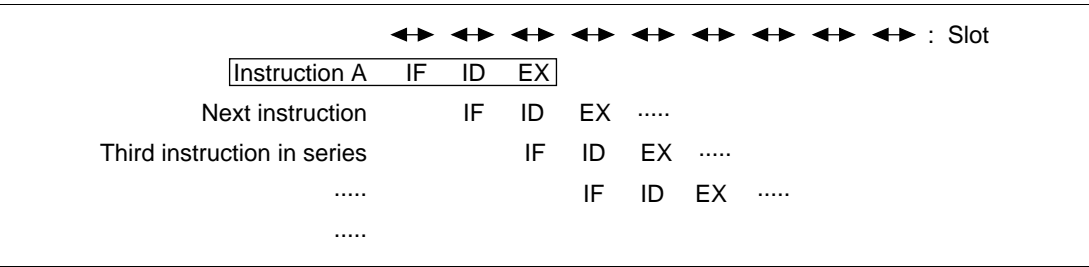 : Slot
Instruction A IF ID EX
Next instruction IF ID EX .....
Third instruction in series IF ID EX .....
..... IF ID EX .....
.....